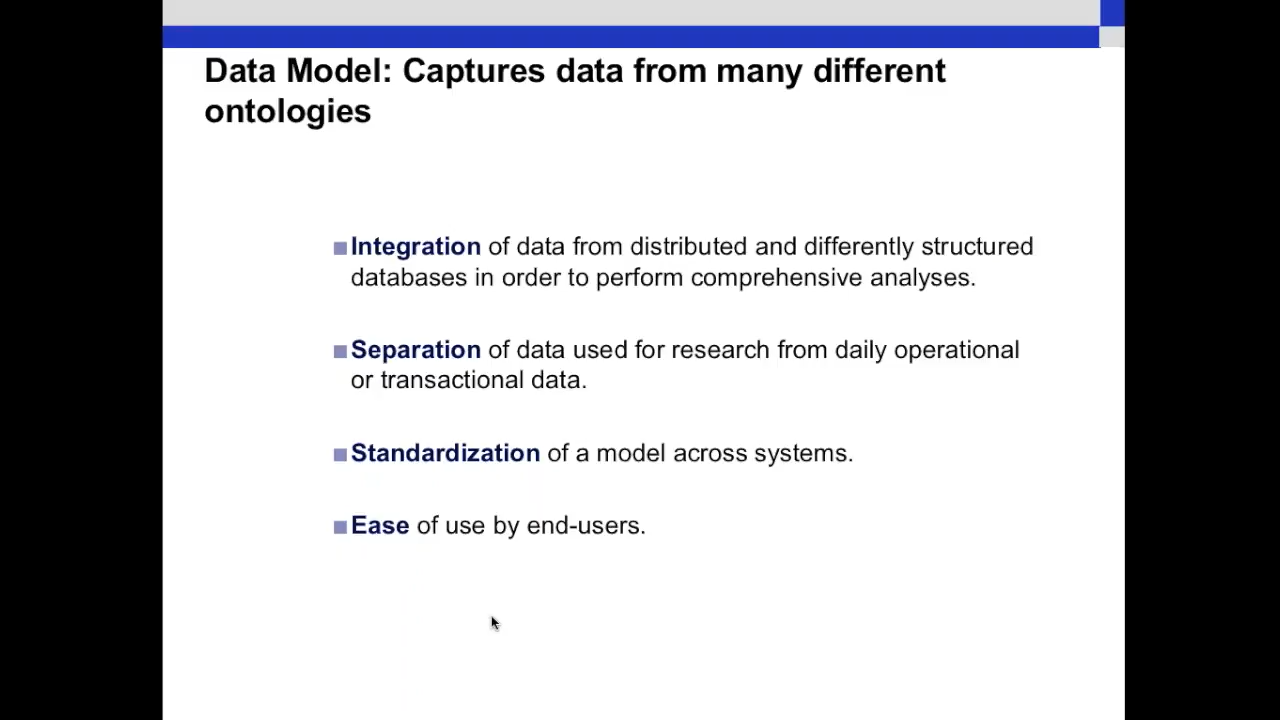 Data Model: Captures data from many different
ontologies
Integration of data from distributed and differently structured
databases in order to perform comprehensive analyses.
Separation of data used for research from daily operational
or transactional data.
Standardization of a model across systems.
Ease of use by end-users.